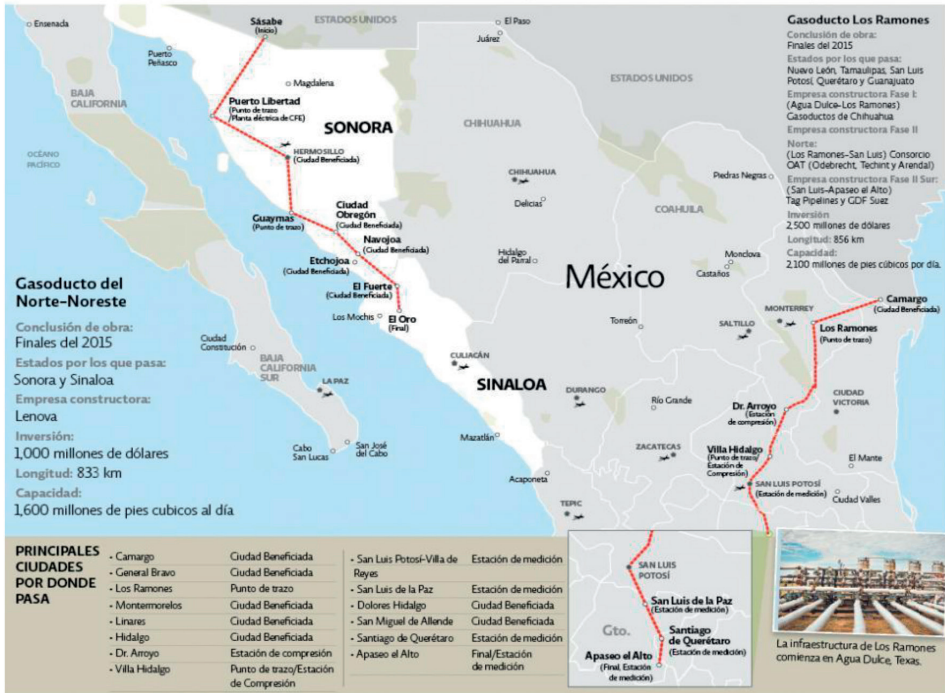 Ensenada
Puerto
Peñasco
BAJA
CALIFORNIA
OCÉANO
PACÍFICO
Sásabe
(Inicio)
ESTADOS UNIDOS
El Paso
Juárez
Magdalena
Puerto Libertad
(Punto de trazo
/Planta eléctrica de CFE)
SONORA
HERMOSILLO
(Ciudad Beneficiada)
CHIHUAHUA
ESTADOS UNIDOS
CHIHUAHUA
Delicias
Piedras Negras
COAHUILA
Guaymas
(Punto de trazo)
Ciudad
Obregón
(Ciudad Beneficiada)
Navojoa
(Ciudad Beneficiada)
Etchojoa
(Ciudad Beneficiada)
El Fuerte
(Ciudad Beneficiada)
Los Mochis
El Oro
(Final)
Hidalgo
del Parral
México
Monclova
Castaños
Torreón
SALTILLO
MONTERREY
Camargo
(Ciudad Beneficiada)
Los Ramones
(Punto de trazo)
Ciudad
Constitución
BAJA
CALIFORNIA
SUR
LA PAZ
Cabo
San Lucas
San José
del Cabo
CULIACÁN
SINALOA
DURANGO
Río Grande
Mazatlán
Acaponeta
TEPIC
ZACATECAS
Dr. Arroyo
(Estación
de compresión)
CIUDAD
VICTORIA
Villa Hidalgo
(Punto de trazo/
Estación de
Compresión)
SAN LUIS POTOSÍ
(Estación de medición)
El Mante
Ciudad Valles
Gasoducto Los Ramones
Conclusión de obra:
Finales del 2015
Estados por los que pasa:
Nuevo León, Tamaulipas, San Luis
Potosí, Querétaro y Guanajuato
Empresa constructora Fase I:
(Agua Dulce-Los Ramones)
Gasoductos de Chihuahua
Empresa constructora Fase II
Norte:
(Los Ramones-San Luis) Consorcio
OAT (Odebrecht, Techint y Arendal)
Empresa constructora Fase II Sur:
(San Luis-Apaseo el Alto)
Tag Pipelines y GDF Suez
Inversión
2,500 millones de dólares
Longitud: 856 km
Capacidad:
2,100 millones de pies cúbicos por día.
Gasoducto del
Norte-Noreste
Conclusión de obra:
Finales del 2015
Estados por los que pasa:
Sonora y Sinaloa
Empresa constructora:
Lenova
Inversión:
1,000 millones de dólares
Longitud: 833 km
Capacidad:
1,600 millones de pies cubicos al día
PRINCIPALES
CIUDADES
POR DONDE
PASA
- Camargo Ciudad Beneficiada
- General Bravo Ciudad Beneficiada
- Los Ramones Punto de trazo
- Montermorelos Ciudad Beneficiada
- Linares Ciudad Beneficiada
- Hidalgo Ciudad Beneficiada
- Dr. Arroyo Estación de compresión
- Villa Hidalgo Punto de trazo/Estación
de Compresión
- San Luis Potosí-Villa de Estación de medición
Reyes
- San Luis de la Paz Estación de medición
- Dolores Hidalgo Ciudad Beneficiada
- San Miguel de Allende Ciudad Beneficiada
- Santiago de Querétaro Estación de medición
- Apaseo el Alto Final/Estación
de medición
SAN LUIS
POTOSÍ
San Luis de la Paz
(Estación de medición)
Gto.
Santiago
de Querétaro
(Estación de medición)
Apaseo el Alto
(Final, Estación
de medición)
La infraestructura de Los Ramones
comienza en Agua Dulce, Texas.